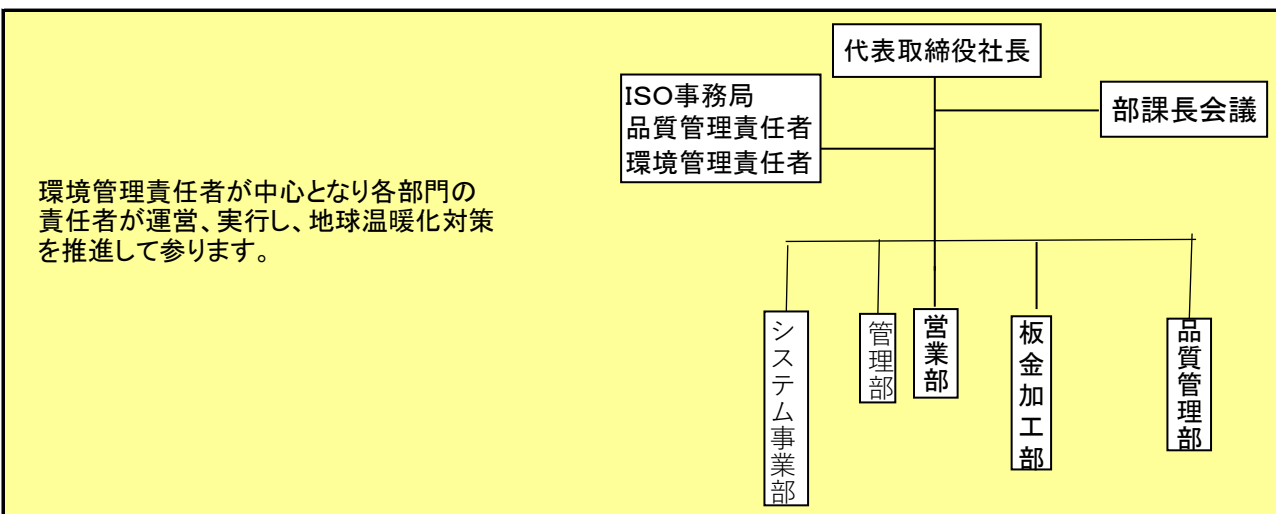 代表取締役社長
ISO事務局
品質管理責任者
環境管理責任者
部課長会議
環境管理責任者が中心となり各部門の
責任者が運営、実行し、地球温暖化対策
を推進して参ります。
システム事業部
管理部
営業部
板金加工部
品質管理部